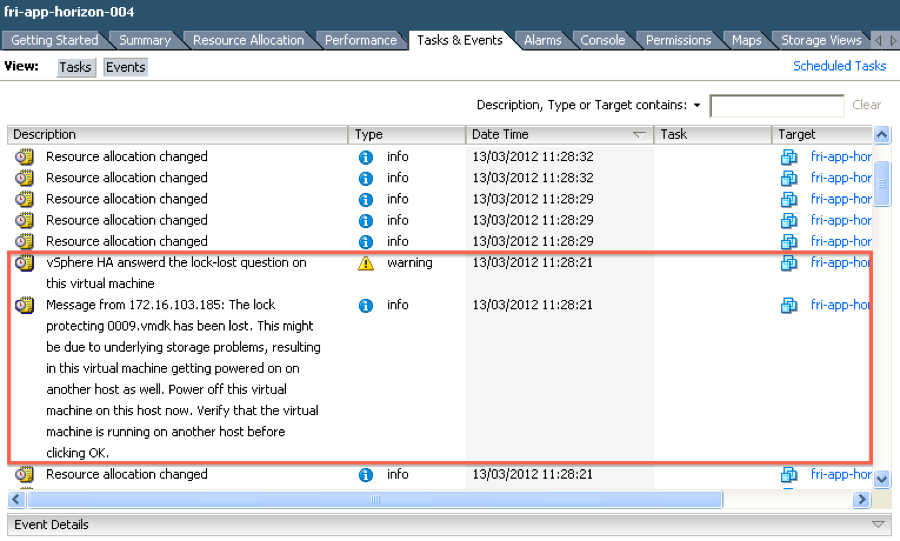 fri-app-horizon-004
Getting Started Summary Resource Allocation Performance Tasks & Events Alarms Console Permissions Maps Storage Views
View: Tasks Events Scheduled Tasks
Description, Type or Target contains: Clear
Description Type Date Time Task Target
Resource allocation changed info 13/03/2012 11:28:32 fri-app-hor
Resource allocation changed info 13/03/2012 11:28:32 fri-app-hor
Resource allocation changed info 13/03/2012 11:28:29 fri-app-hor
Resource allocation changed info 13/03/2012 11:28:29 fri-app-hor
Resource allocation changed info 13/03/2012 11:28:29 fri-app-hor
vSphere HA answerd the lock-lost question on warning 13/03/2012 11:28:21 fri-app-hor
this virtual machine
Message from 172.16.103.185: The lock info 13/03/2012 11:28:21 fri-app-hor
protecting 0009.vmdk has been lost. This might
be due to underlying storage problems, resulting
in this virtual machine getting powered on on
another host as well. Power off this virtual
machine on this host now. Verify that the virtual
machine is running on another host before
clicking OK.
Resource allocation changed info 13/03/2012 11:28:21 fri-app-hor
Event Details